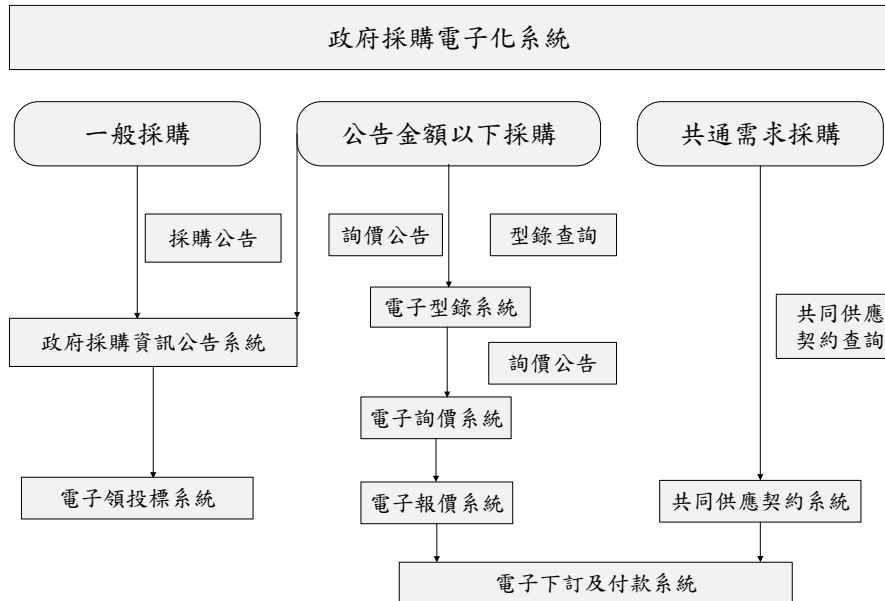 政府採購電子化系統
一般採購
公告金額以下採購
共通需求採購
採購公告
詢價公告
型錄查詢
電子型錄系統
政府採購資訊公告系統
共同供應
契約查詢
詢價公告
電子詢價系統
電子領投標系統
電子報價系統
共同供應契約系統
電子下訂及付款系統